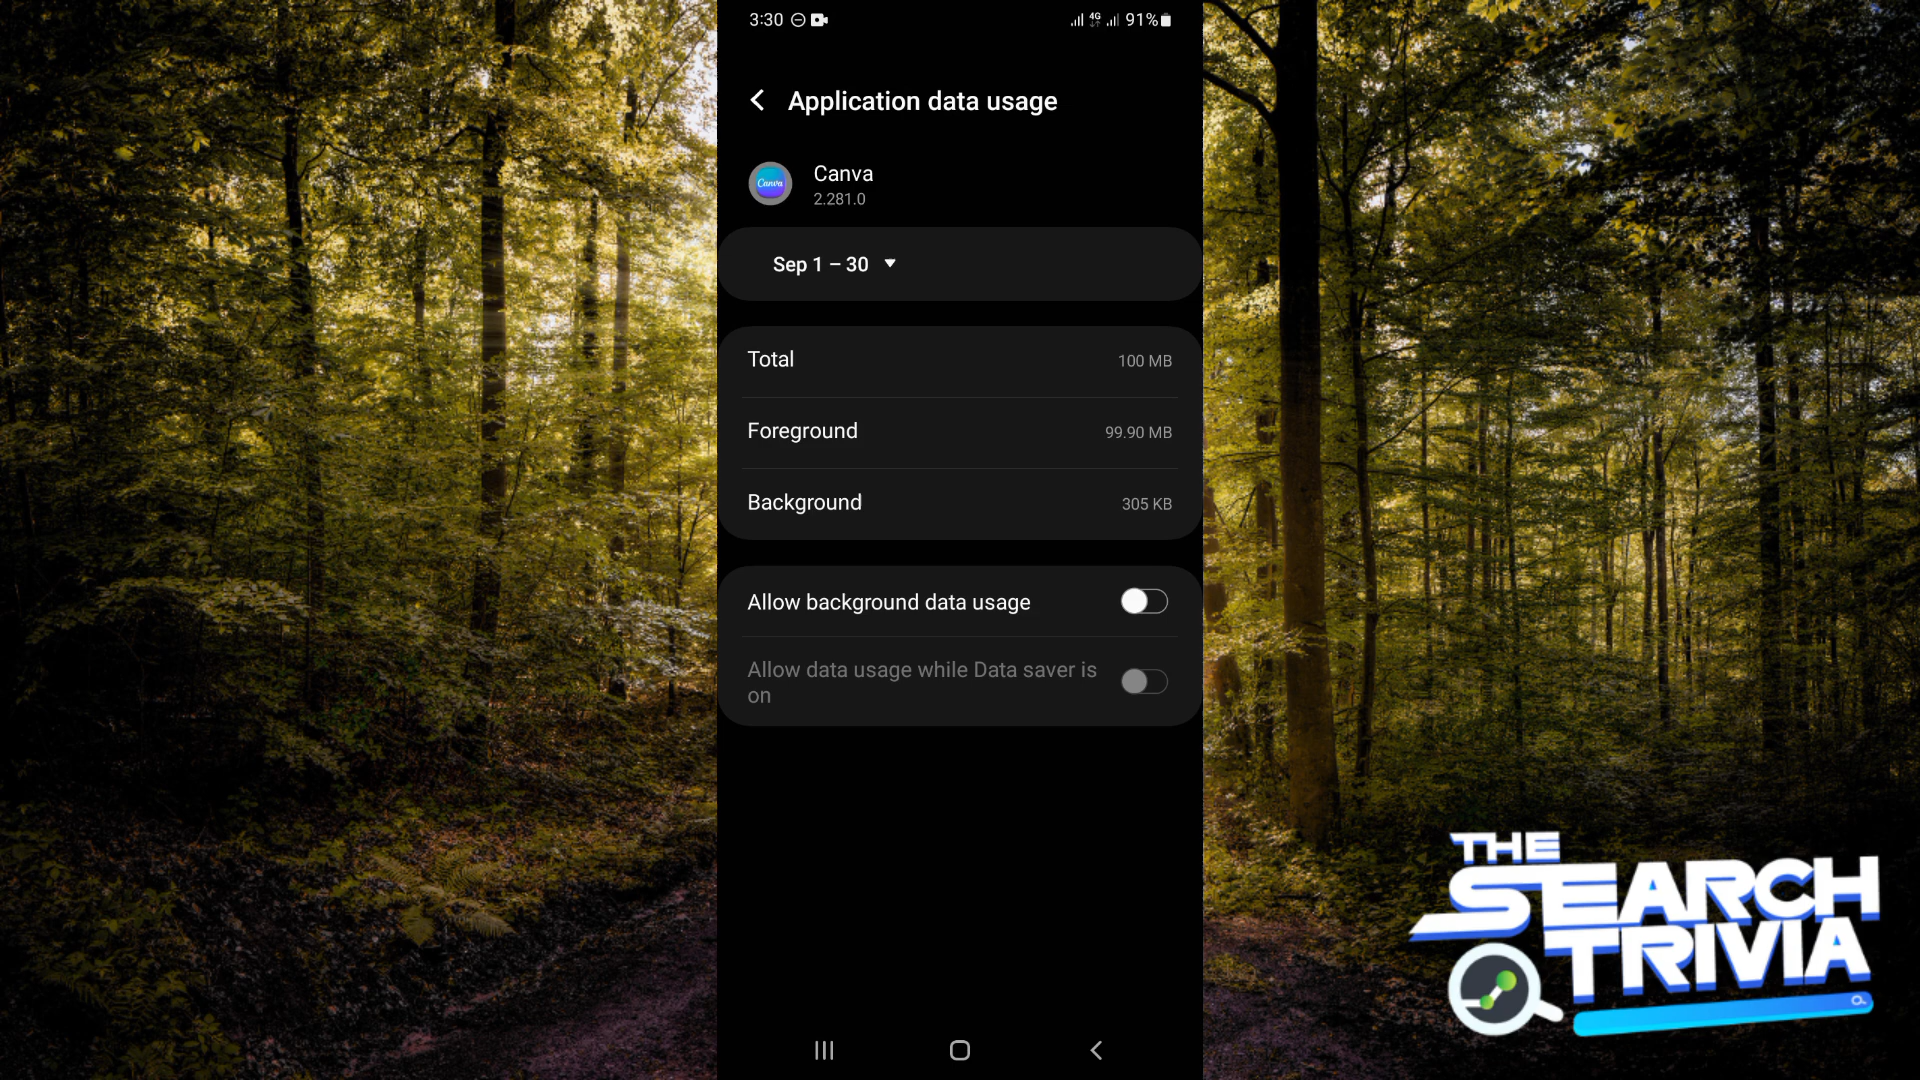 3:30
4G 91%
Application data usage
Canva
Canva
2.281.0
Sep 1 – 30
Total 100 MB
Foreground 99.90 MB
Background 305 KB
Allow background data usage
Allow data usage while Data saver is
on
THE
SEARCH
TRIVIA